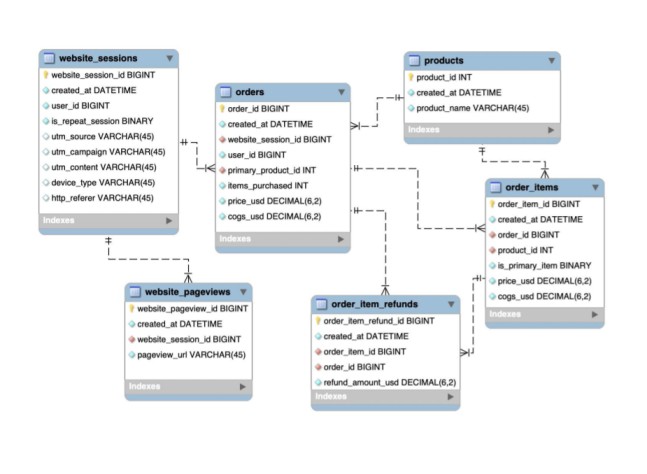 website_sessions
website_session_id BIGINT
created_at DATETIME
user_id BIGINT
is_repeat_session BINARY
utm_source VARCHAR(45)
utm_campaign VARCHAR(45)
utm_content VARCHAR(45)
device_type VARCHAR(45)
http_referer VARCHAR(45)
Indexes
orders
order_id BIGINT
created_at DATETIME
website_session_id BIGINT
user_id BIGINT
primary_product_id INT
items_purchased INT
price_usd DECIMAL(6,2)
cogs_usd DECIMAL(6,2)
Indexes
products
product_id INT
created_at DATETIME
product_name VARCHAR(45)
Indexes
order_items
order_item_id BIGINT
created_at DATETIME
order_id BIGINT
product_id INT
is_primary_item BINARY
price_usd DECIMAL(6,2)
cogs_usd DECIMAL(6,2)
Indexes
website_pageviews
website_pageview_id BIGINT
created_at DATETIME
website_session_id BIGINT
pageview_url VARCHAR(45)
Indexes
order_item_refunds
order_item_refund_id BIGINT
created_at DATETIME
order_item_id BIGINT
order_id BIGINT
refund_amount_usd DECIMAL(6,2)
Indexes